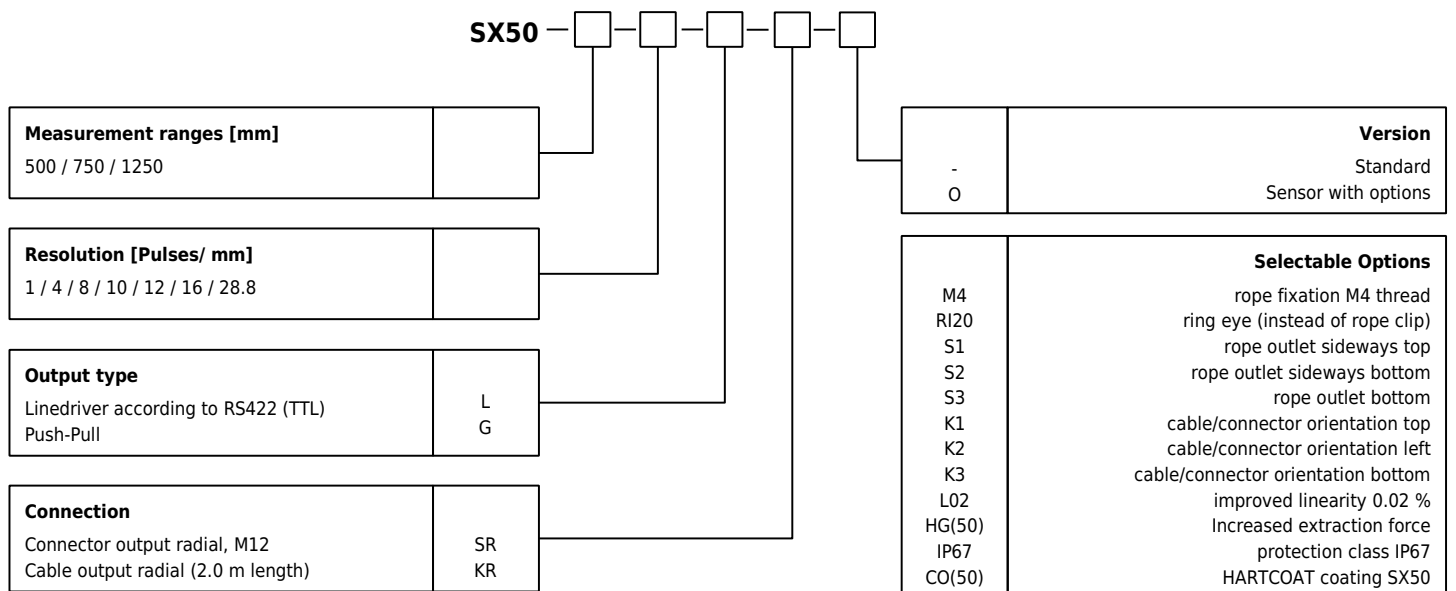 SX50
Measurement ranges [mm]
500 / 750 / 1250
Resolution [Pulses/ mm]
1 / 4 / 8 / 10 / 12 / 16 / 28.8
Output type
Linedriver according to RS422 (TTL) L
Push-Pull G
Connection
Connector output radial, M12 SR
Cable output radial (2.0 m length) KR
Version
- Standard
O Sensor with options
Selectable Options
M4 rope fixation M4 thread
RI20 ring eye (instead of rope clip)
S1 rope outlet sideways top
S2 rope outlet sideways bottom
S3 rope outlet bottom
K1 cable/connector orientation top
K2 cable/connector orientation left
K3 cable/connector orientation bottom
L02 improved linearity 0.02 %
HG(50) Increased extraction force
IP67 protection class IP67
CO(50) HARTCOAT coating SX50